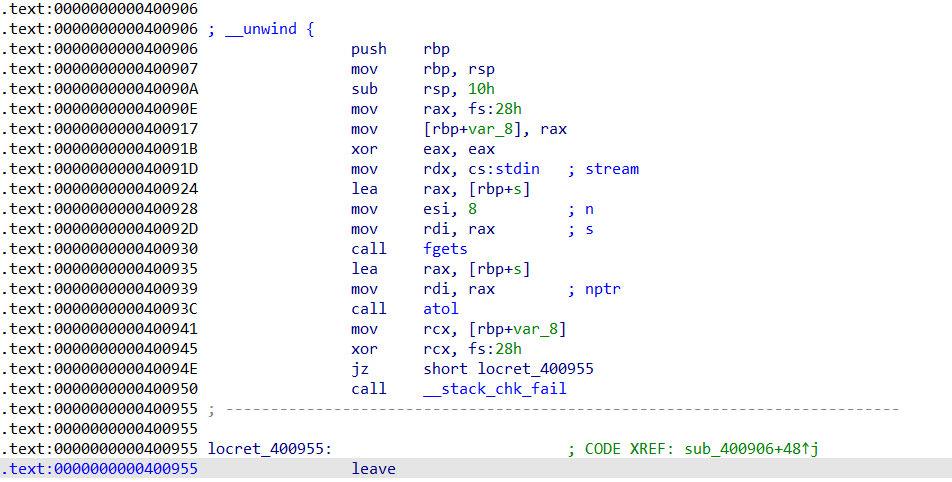 .text:0000000000400906
.text:0000000000400906 ; __unwind {
.text:0000000000400906 push rbp
.text:0000000000400907 mov rbp, rsp
.text:000000000040090A sub rsp, 10h
.text:000000000040090E mov rax, fs:28h
.text:0000000000400917 mov [rbp+var_8], rax
.text:000000000040091B xor eax, eax
.text:000000000040091D mov rdx, cs:stdin ; stream
.text:0000000000400924 lea rax, [rbp+s]
.text:0000000000400928 mov esi, 8 ; n
.text:000000000040092D mov rdi, rax ; s
.text:0000000000400930 call fgets
.text:0000000000400935 lea rax, [rbp+s]
.text:0000000000400939 mov rdi, rax ; nptr
.text:000000000040093C call atol
.text:0000000000400941 mov rcx, [rbp+var_8]
.text:0000000000400945 xor rcx, fs:28h
.text:000000000040094E jz short locret_400955
.text:0000000000400950 call __stack_chk_fail
.text:0000000000400955 ; ---------------------------------------------------------------------------
.text:0000000000400955
.text:0000000000400955 locret_400955: ; CODE XREF: sub_400906+48↑j
.text:0000000000400955 leave